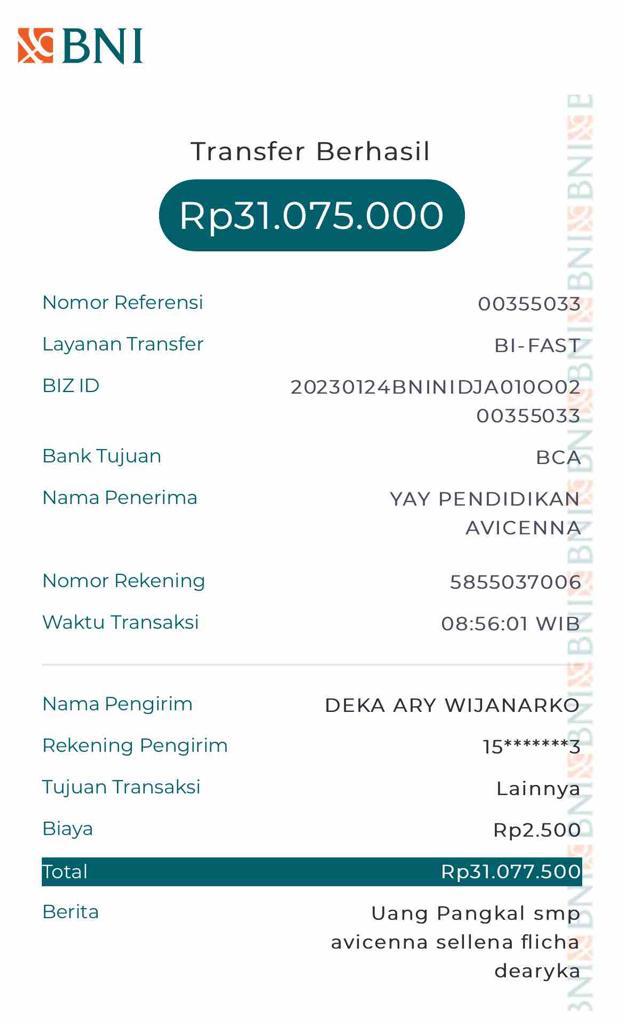 BNI
Transfer Berhasil
Rp31.075.000
Nomor Referensi 00355033
Layanan Transfer BI-FAST
BIZ ID 20230124BNINIDJA010O02
00355033
Bank Tujuan BCA
Nama Penerima YAY PENDIDIKAN
AVICENNA
Nomor Rekening 5855037006
Waktu Transaksi 08:56:01 WIB
Nama Pengirim DEKA ARY WIJANARKO
Rekening Pengirim 15*******3
Tujuan Transaksi Lainnya
Biaya Rp2.500
Total Rp31.077.500
Berita Uang Pangkal smp
avicenna sellena flicha
dearyka
BNI BNI BNI BNI BNI BNI BNI